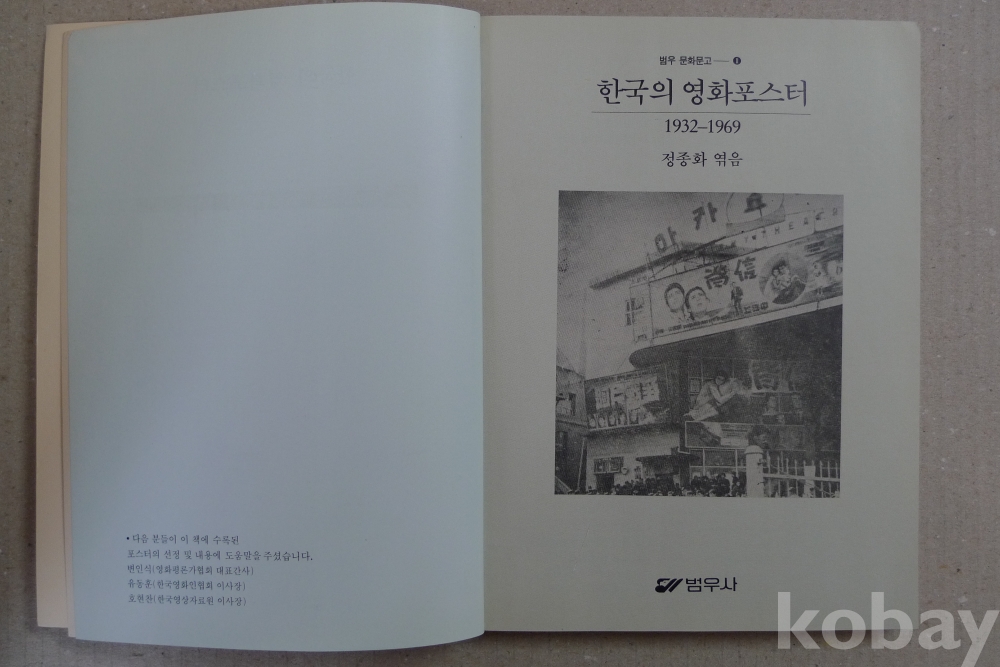 • 다음 분들이 이 책에 수록된
포스터의 선정 및 내용에 도움말을 주셨습니다.
변인식(영화평론가협회 대표간사)
유동훈(한국영화인협회 이사장)
호현찬(한국영상자료원 이사장)
범우 문화문고 — 1
한국의 영화포스터
1932–1969
정종화 엮음
THEATER
범우사
kobay